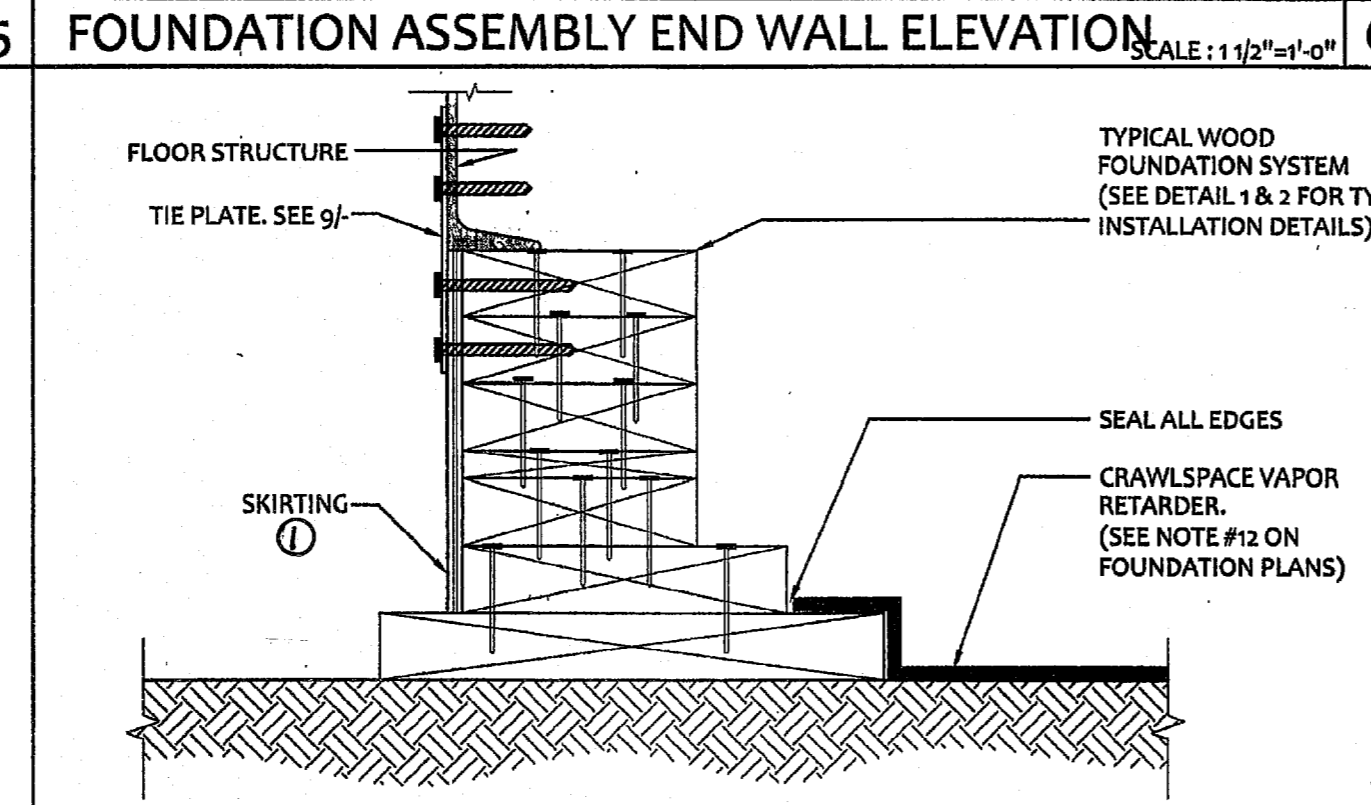 FOUNDATION ASSEMBLY END WALL ELEVATION
SCALE : 1 1/2"=1'-0"
FLOOR STRUCTURE
TIE PLATE. SEE 9/-
SKIRTING
1
TYPICAL WOOD
FOUNDATION SYSTEM
(SEE DETAIL 1 & 2 FOR TY
INSTALLATION DETAILS)
SEAL ALL EDGES
CRAWLSPACE VAPOR
RETARDER.
(SEE NOTE #12 ON
FOUNDATION PLANS)